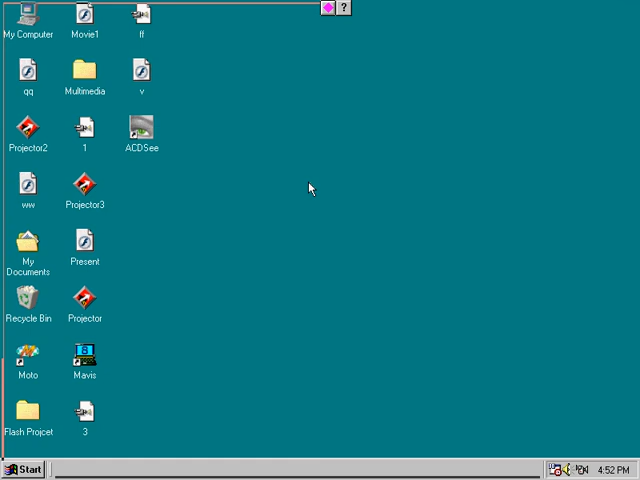 ?
My Computer
Movie1
ff
qq
Multimedia
v
Projector2
1
ACDSee
ww
Projector3
My
Documents
Present
Recycle Bin
Projector
Moto
Mavis
Flash Projcet
3
Start
4:52 PM